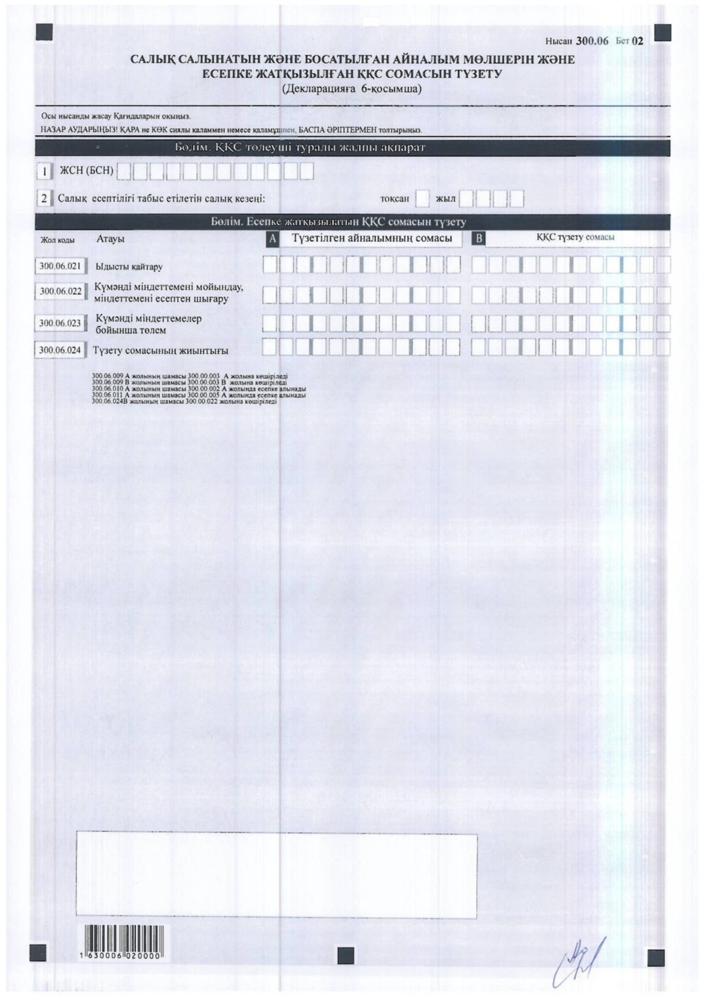 Нысан 300.06 Бет 02
САЛЫҚ САЛЫНАТЫН ЖӘНЕ БОСАТЫЛҒАН АЙНАЛЫМ МӨЛШЕРІН ЖӘНЕ
ЕСЕПКЕ ЖАТҚЫЗЫЛҒАН ҚҚС СОМАСЫН ТҮЗЕТУ
(Декларацияға 6-қосымша)
Осы нысанды жасау Қағидаларын оқыңыз.
НАЗАР АУДАРЫҢЫЗ! ҚАРА не КӨК сиялы қаламмен немесе қаламұшпен, БАСПА ӘРІПТЕРМЕН толтырыңыз.
Бөлім. ҚҚС төлеуші туралы жалпы ақпарат
1 ЖСН (БСН)
2 Салық есептілігі табыс етілетін салық кезеңі: тоқсан жыл
Бөлім. Есепке жатқызылатын ҚҚС сомасын түзету
Жол коды Атауы A Түзетілген айналымның сомасы B ҚҚС түзету сомасы
300.06.021 Ыдысты қайтару
300.06.022 Күмәнді міндеттемені мойындау,
міндеттемені есептен шығару
300.06.023 Күмәнді міндеттемелер
бойынша төлем
300.06.024 Түзету сомасының жиынтығы
300.06.009 А жолының шамасы 300.00.003 А жолына көшіріледі
300.06.009 В жолының шамасы 300.00.003 В жолына көшіріледі
300.06.010 А жолының шамасы 300.00.002 А жолында есепке алынады
300.06.011 А жолының шамасы 300.00.005 А жолында есепке алынады
300.06.024В жолының шамасы 300.00.022 жолына көшіріледі
1 630006 020000